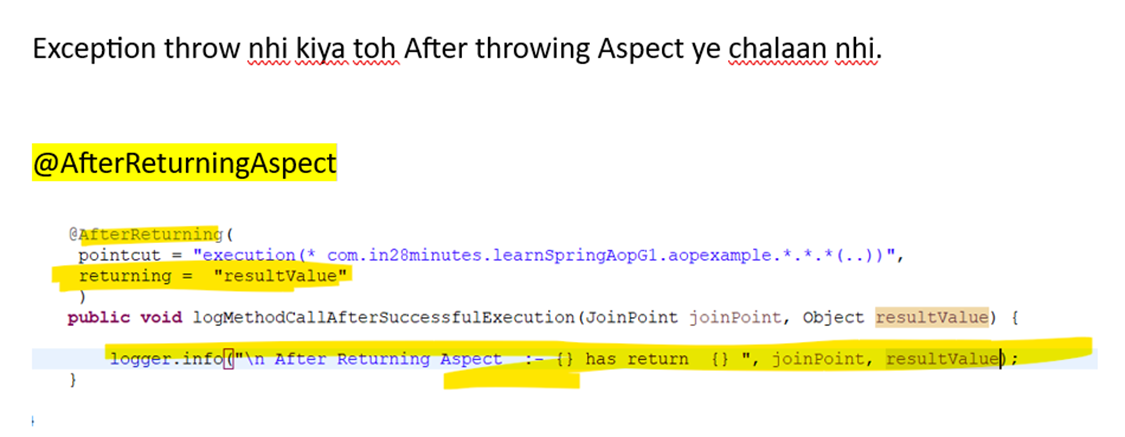 Exception throw nhi kiya toh After throwing Aspect ye chalaan nhi.
@AfterReturningAspect
@AfterReturning(
pointcut = "execution(* com.in28minutes.learnSpringAopG1.aopexample.*.*.*(..))",
returning =  "resultValue"
)
public void logMethodCallAfterSuccessfulExecution(JoinPoint joinPoint, Object resultValue) {
logger.info("\n After Returning Aspect  :- {} has return  {} ", joinPoint, resultValue);
}